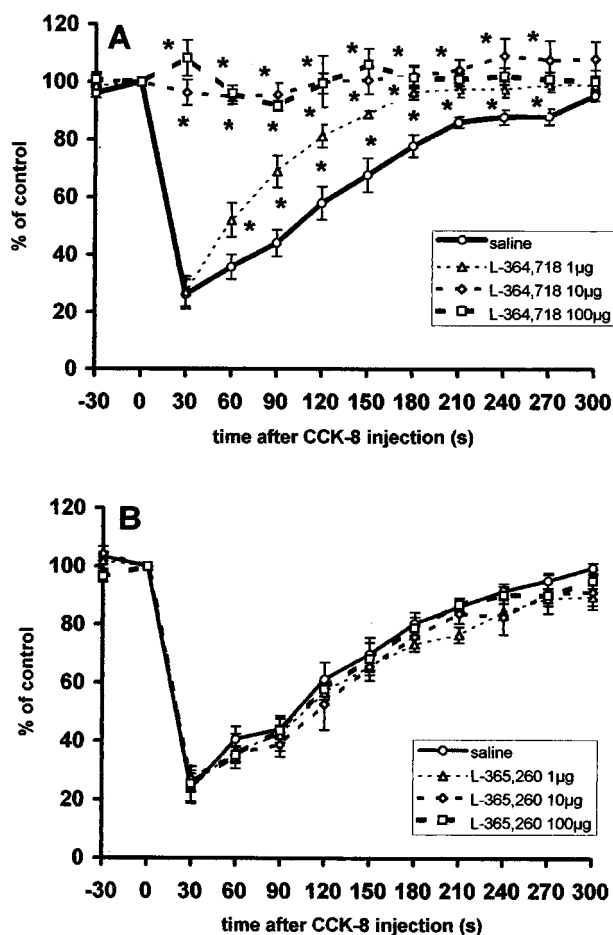 A
120
100
80
60
40
20
0
% of control
* * * * * * * * *
* * * * * * * * *
* * * * *
saline
L-364,718 1µg
L-364,718 10µg
L-364,718 100µg
-30 0 30 60 90 120 150 180 210 240 270 300
time after CCK-8 injection (s)
B
120
100
80
60
40
20
0
% of control
saline
L-365,260 1µg
L-365,260 10µg
L-365,260 100µg
-30 0 30 60 90 120 150 180 210 240 270 300
time after CCK-8 injection (s)